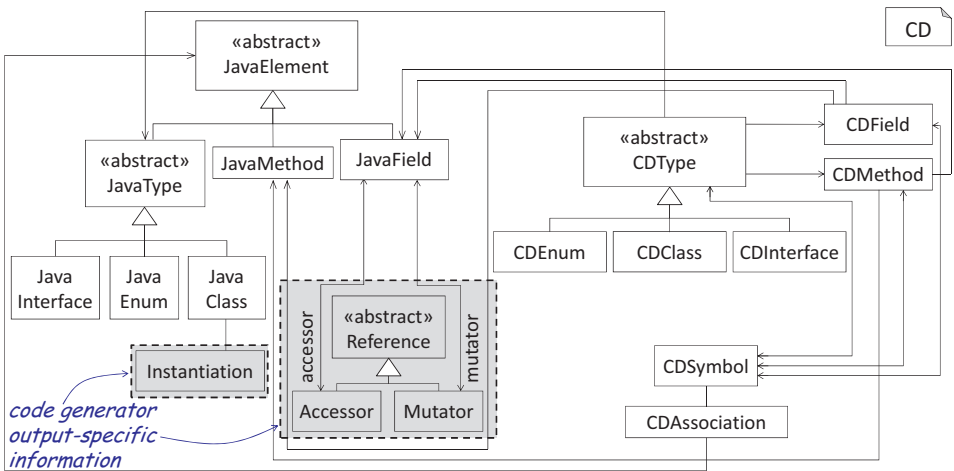 CD
«abstract»
JavaElement
«abstract»
JavaType
JavaMethod
JavaField
«abstract»
CDType
CDField
CDMethod
CDEnum
CDClass
CDInterface
Java
Interface
Java
Enum
Java
Class
Instantiation
accessor
«abstract»
Reference
mutator
Accessor
Mutator
CDSymbol
CDAssociation
code generator
output-specific
information